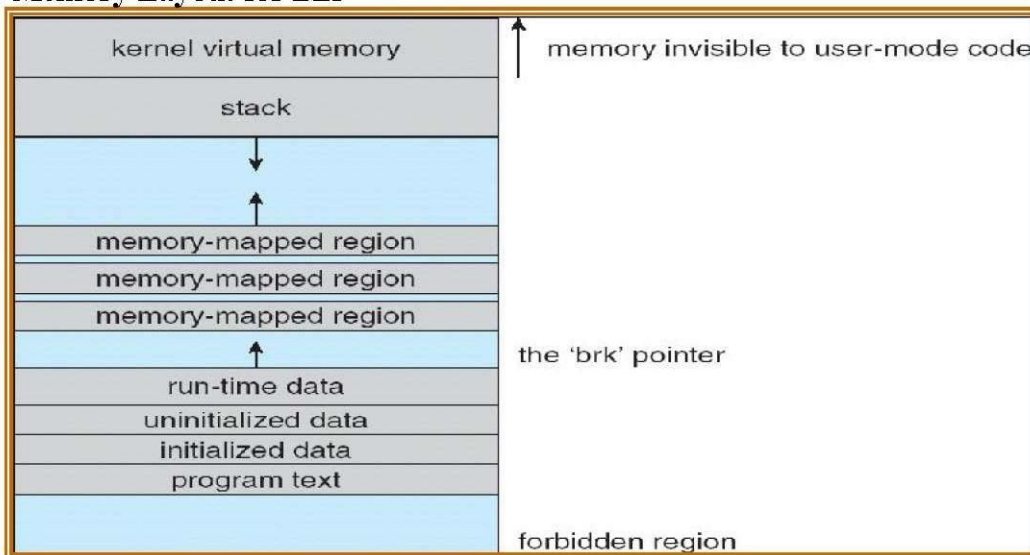 kernel virtual memory
memory invisible to user-mode code
stack
memory-mapped region
memory-mapped region
memory-mapped region
the 'brk' pointer
run-time data
uninitialized data
initialized data
program text
forbidden region